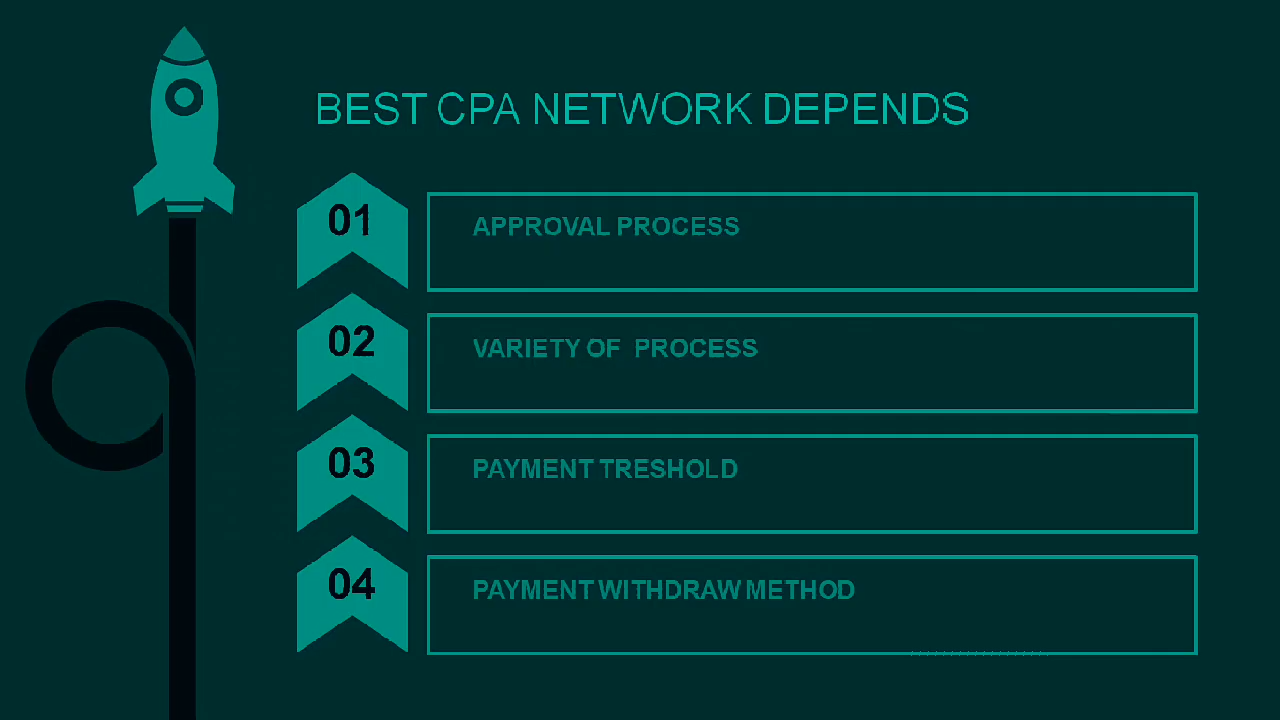 BEST CPA NETWORK DEPENDS
01
APPROVAL PROCESS
02
VARIETY OF PROCESS
03
PAYMENT TRESHOLD
04
PAYMENT WITHDRAW METHOD